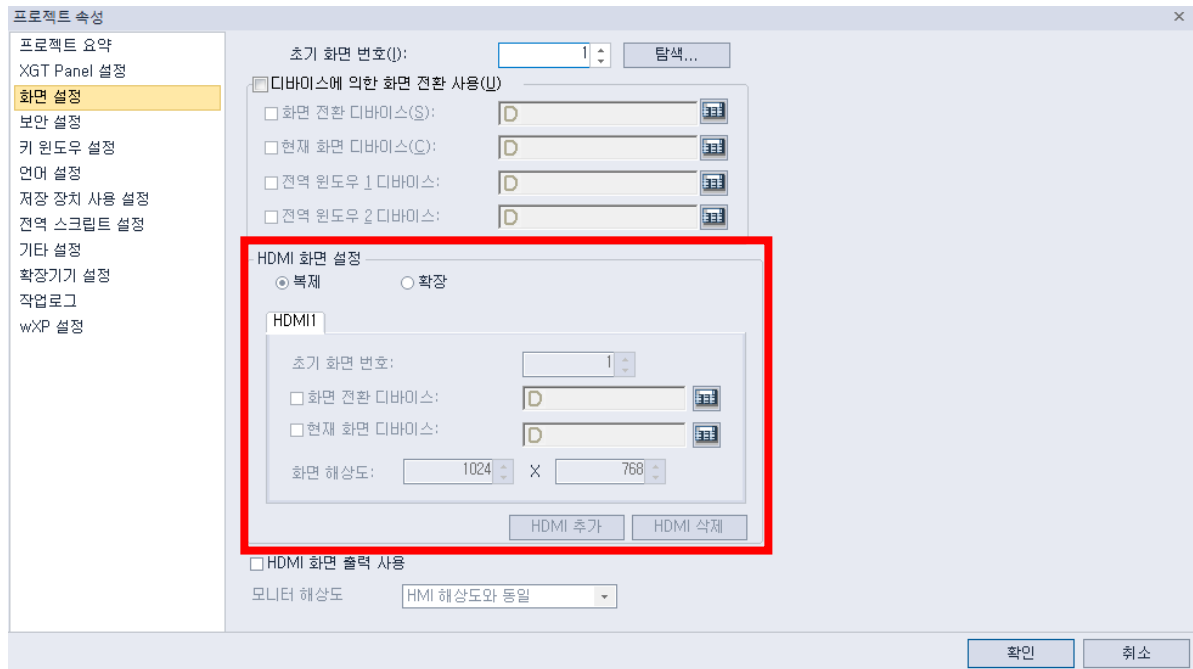 프로젝트 속성
프로젝트 요약
XGT Panel 설정
화면 설정
보안 설정
키 윈도우 설정
언어 설정
저장 장치 사용 설정
전역 스크립트 설정
기타 설정
확장기기 설정
작업로그
wXP 설정
초기 화면 번호(I): 1 탐색...
디바이스에 의한 화면 전환 사용(U)
화면 전환 디바이스(S): D
현재 화면 디바이스(C): D
전역 윈도우 1 디바이스: D
전역 윈도우 2 디바이스: D
HDMI 화면 설정
복제 확장
HDMI1
초기 화면 번호: 1
화면 전환 디바이스: D
현재 화면 디바이스: D
화면 해상도: 1024 X 768
HDMI 추가 HDMI 삭제
HDMI 화면 출력 사용
모니터 해상도 HMI 해상도와 동일
확인 취소